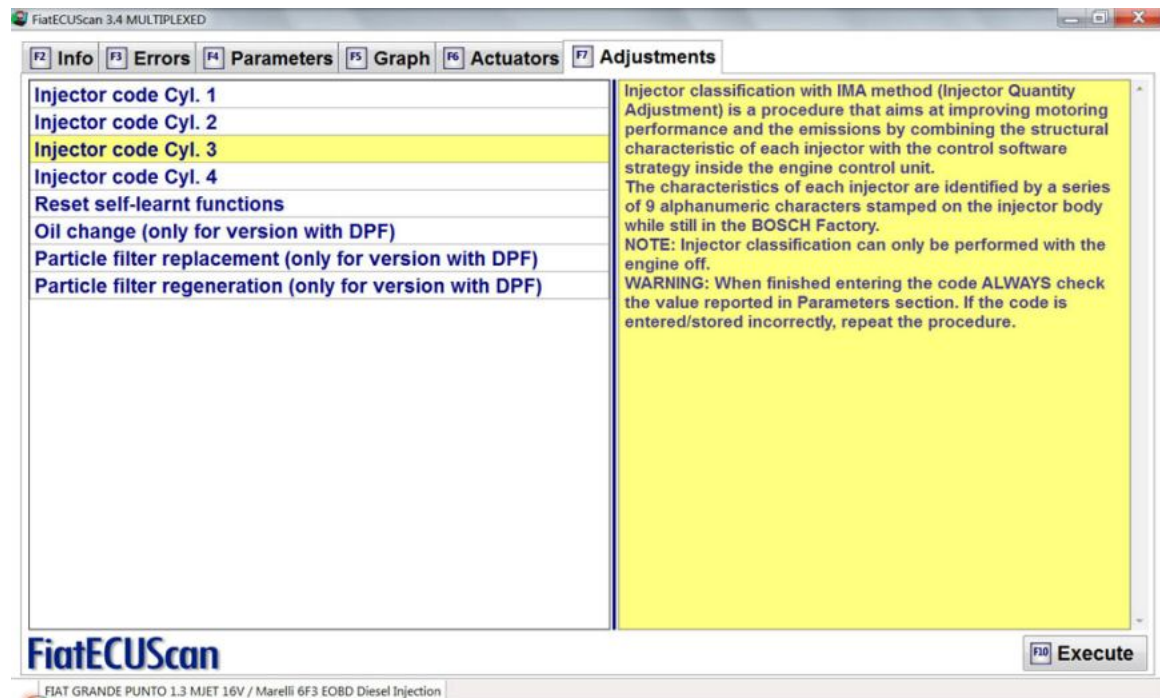 FiatECUScan 3.4 MULTIPLEXED
F2 Info F3 Errors F4 Parameters F5 Graph F6 Actuators F7 Adjustments
Injector code Cyl. 1
Injector code Cyl. 2
Injector code Cyl. 3
Injector code Cyl. 4
Reset self-learnt functions
Oil change (only for version with DPF)
Particle filter replacement (only for version with DPF)
Particle filter regeneration (only for version with DPF)
Injector classification with IMA method (Injector Quantity
Adjustment) is a procedure that aims at improving motoring
performance and the emissions by combining the structural
characteristic of each injector with the control software
strategy inside the engine control unit.
The characteristics of each injector are identified by a series
of 9 alphanumeric characters stamped on the injector body
while still in the BOSCH Factory.
NOTE: Injector classification can only be performed with the
engine off.
WARNING: When finished entering the code ALWAYS check
the value reported in Parameters section. If the code is
entered/stored incorrectly, repeat the procedure.
FiatECUScan
F10 Execute
FIAT GRANDE PUNTO 1.3 MJET 16V / Marelli 6F3 EOBD Diesel Injection